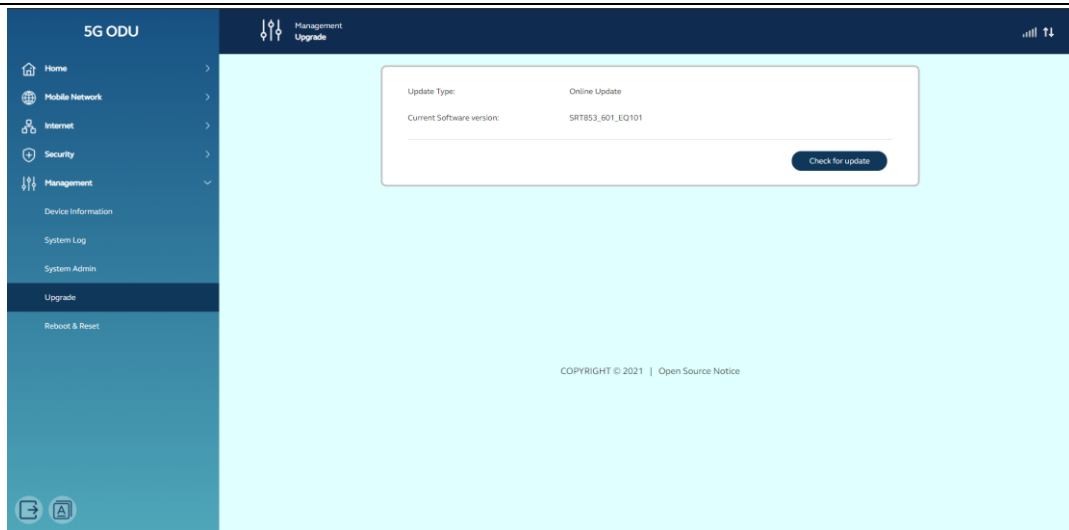 5G ODU
Home
Mobile Network
Internet
Security
Management
Device Information
System Log
System Admin
Upgrade
Reboot & Reset
A
Management
Upgrade
Update Type: Online Update
Current Software version: SRT853_601_EQ101
Check for update
COPYRIGHT © 2021 | Open Source Notice